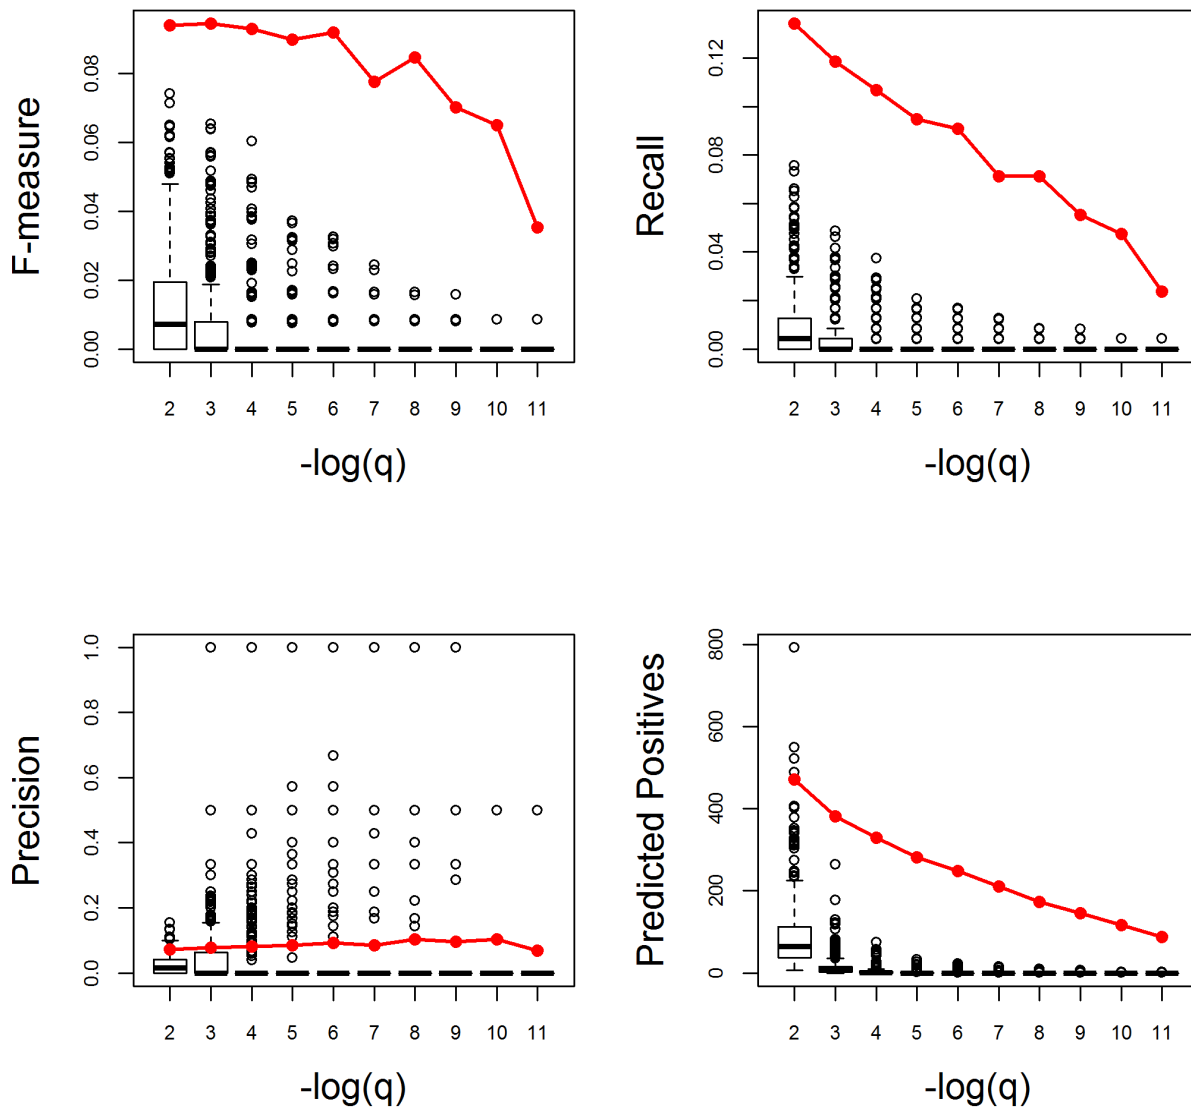 F-measure
0.00 0.02 0.04 0.06 0.08
2 3 4 5 6 7 8 9 10 11
-log(q)
Recall
0.00 0.04 0.08 0.12
2 3 4 5 6 7 8 9 10 11
-log(q)
Precision
0.0 0.2 0.4 0.6 0.8 1.0
2 3 4 5 6 7 8 9 10 11
-log(q)
Predicted Positives
0 200 400 600 800
2 3 4 5 6 7 8 9 10 11
-log(q)